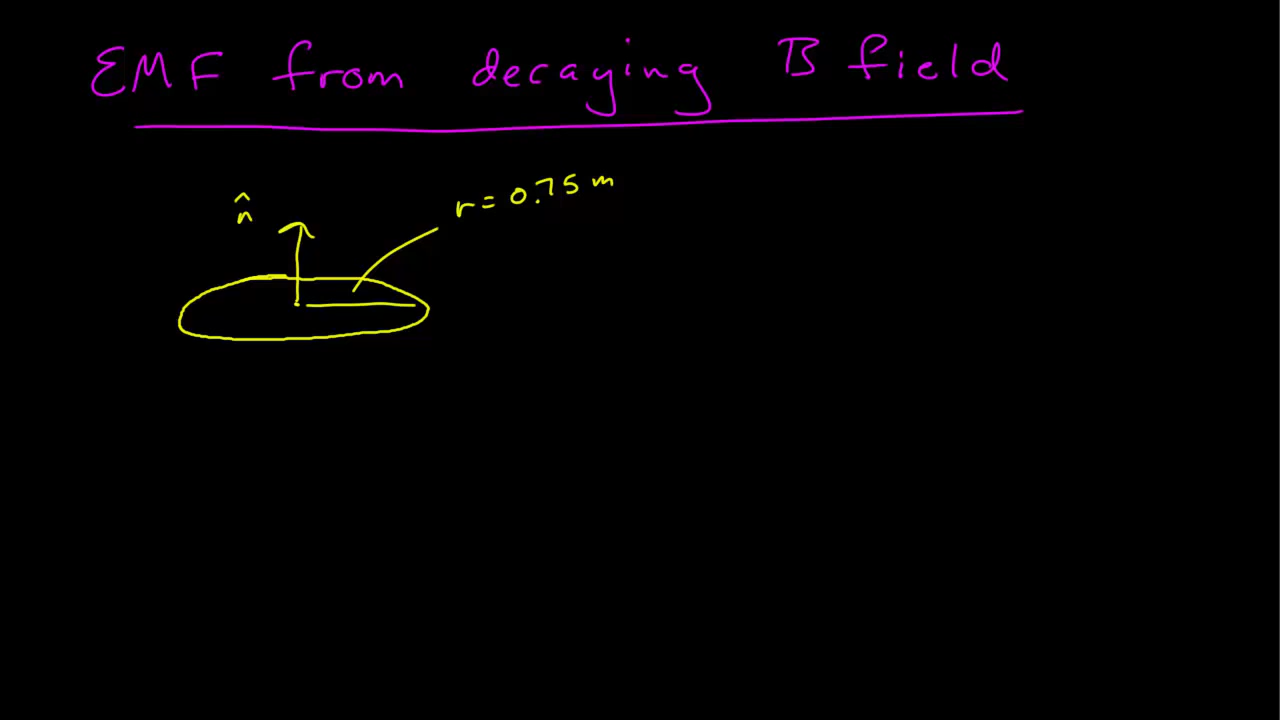 EMF from decaying B field
r = 0.75 m
n̂